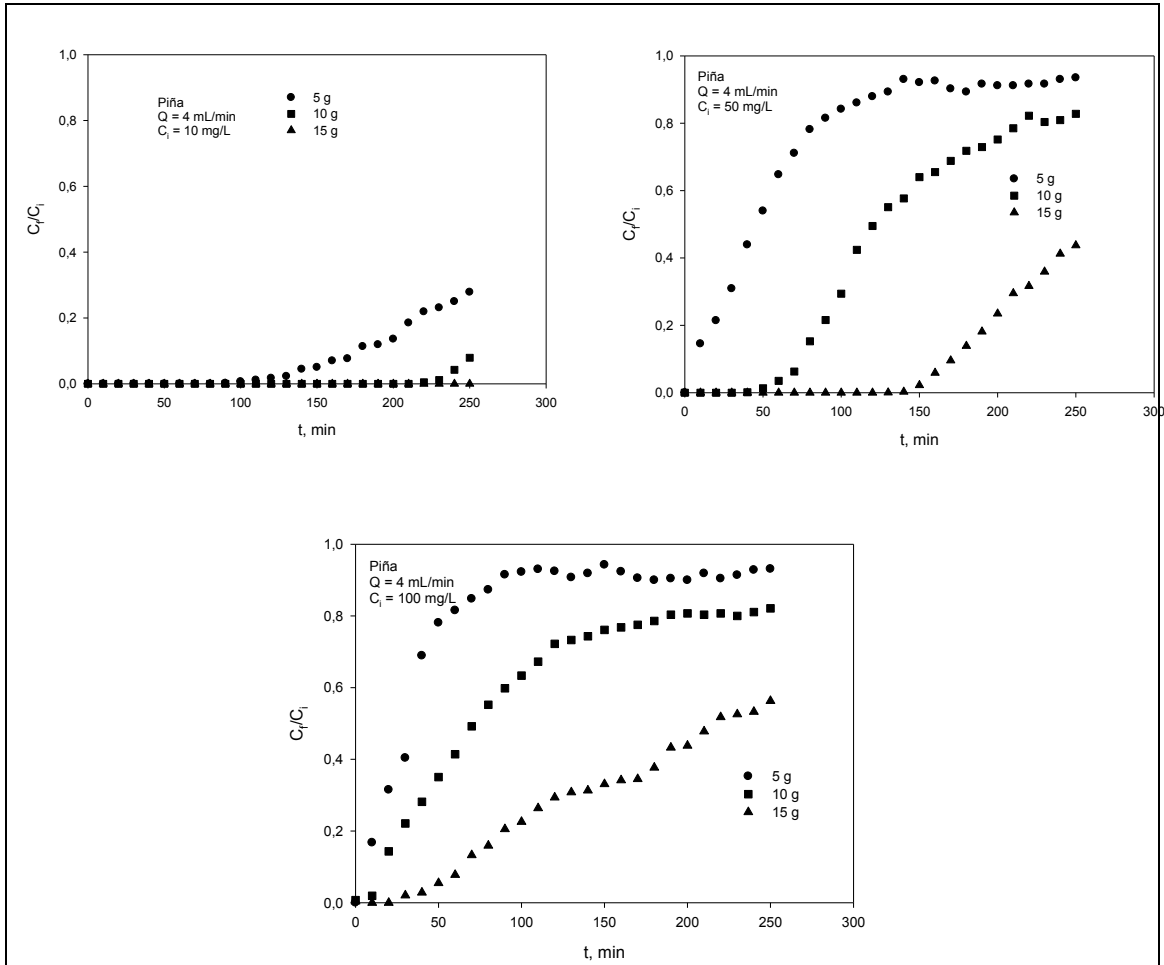 1,0
Piña
Q = 4 mL/min
Cᵢ = 10 mg/L
5 g
10 g
15 g
0,8
0,6
0,4
0,2
0,0
C_f/C_i
0 50 100 150 200 250 300
t, min
1,0
Piña
Q = 4 mL/min
Cᵢ = 50 mg/L
0,8
0,6
5 g
10 g
15 g
0,4
0,2
0,0
C_f/C_i
0 50 100 150 200 250 300
t, min
1,0
Piña
Q = 4 mL/min
Cᵢ = 100 mg/L
0,8
0,6
0,4
5 g
10 g
15 g
0,2
0,0
C_f/C_i
0 50 100 150 200 250 300
t, min